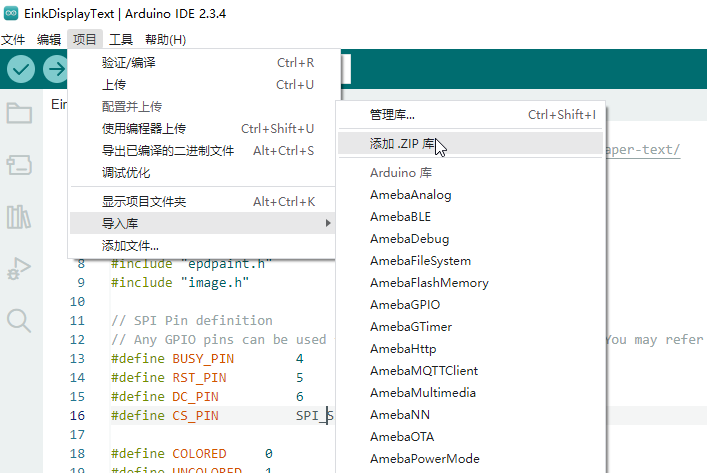 EinkDisplayText | Arduino IDE 2.3.4
文件 编辑 项目 工具 帮助(H)
验证/编译 Ctrl+R
上传 Ctrl+U
配置并上传
使用编程器上传 Ctrl+Shift+U
导出已编译的二进制文件 Alt+Ctrl+S
调试优化
显示项目文件夹 Alt+Ctrl+K
导入库
添加文件...
管理库... Ctrl+Shift+I
添加 .ZIP 库
Arduino 库
AmebaAnalog
AmebaBLE
AmebaDebug
AmebaFileSystem
AmebaFlashMemory
AmebaGPIO
AmebaGTimer
AmebaHttp
AmebaMQTTClient
AmebaMultimedia
AmebaNN
AmebaOTA
AmebaPowerMode
Ein
aper-text/
8 #include "epdpaint.h"
9 #include "image.h"
10
11 // SPI Pin definition
12 // Any GPIO pins can be used You may refer
13 #define BUSY_PIN 4
14 #define RST_PIN 5
15 #define DC_PIN 6
16 #define CS_PIN SPI_S
17
18 #define COLORED 0
19 #define UNCOLORED 1